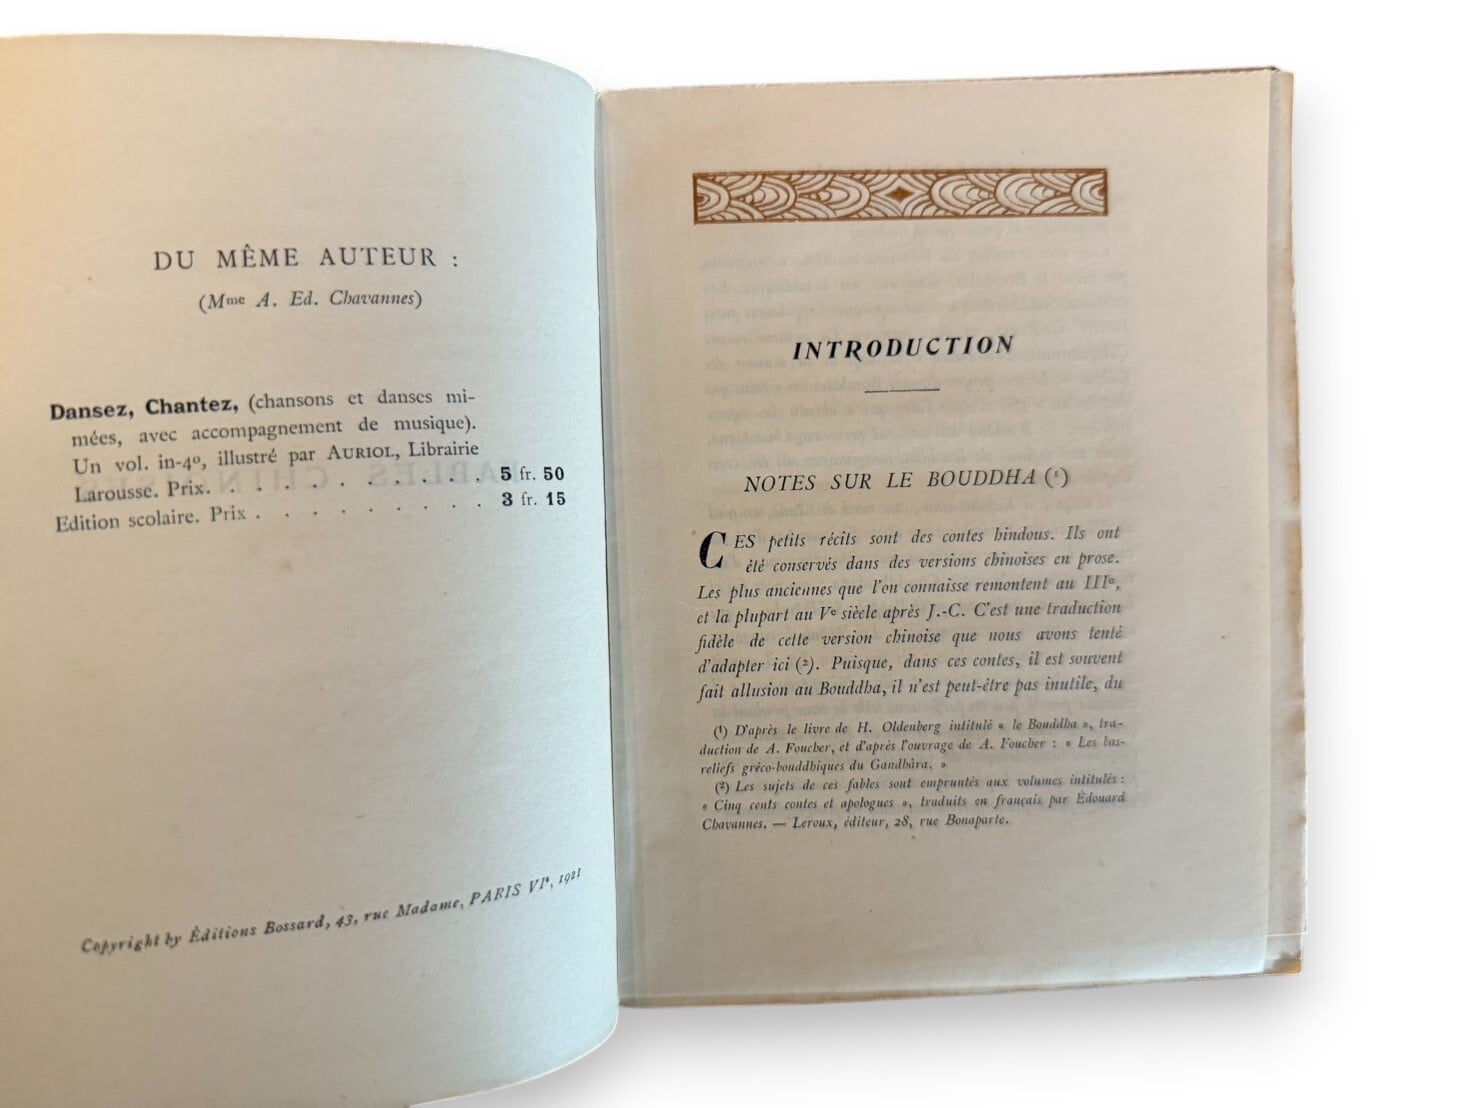 DU MÊME AUTEUR :
(Mme A. Ed. Chavannes)
Dansez, Chantez, (chansons et danses mi-
mées, avec accompagnement de musique).
Un vol. in-4º, illustré par AURIOL, Librairie
Larousse. Prix. . . . . . . . . . . . 5 fr. 50
Edition scolaire. Prix . . . . . . . . . 3 fr. 15
Copyright by Éditions Bossard, 43, rue Madame, PARIS VIe, 1921
INTRODUCTION
NOTES SUR LE BOUDDHA (1)
CES petits récits sont des contes hindous. Ils ont
été conservés dans des versions chinoises en prose.
Les plus anciennes que l'on connaisse remontent au IIIe,
et la plupart au Ve siècle après J.-C. C'est une traduction
fidèle de cette version chinoise que nous avons tenté
d'adapter ici (2). Puisque, dans ces contes, il est souvent
fait allusion au Bouddha, il n'est peut-être pas inutile, du
(1) D'après le livre de H. Oldenberg intitulé « le Bouddha », tra-
duction de A. Foucher, et d'après l'ouvrage de A. Foucher : « Les bas-
reliefs gréco-bouddhiques du Gandhâra. »
(2) Les sujets de ces fables sont empruntés aux volumes intitulés :
« Cinq cents contes et apologues », traduits en français par Édouard
Chavannes. — Leroux, éditeur, 28, rue Bonaparte.